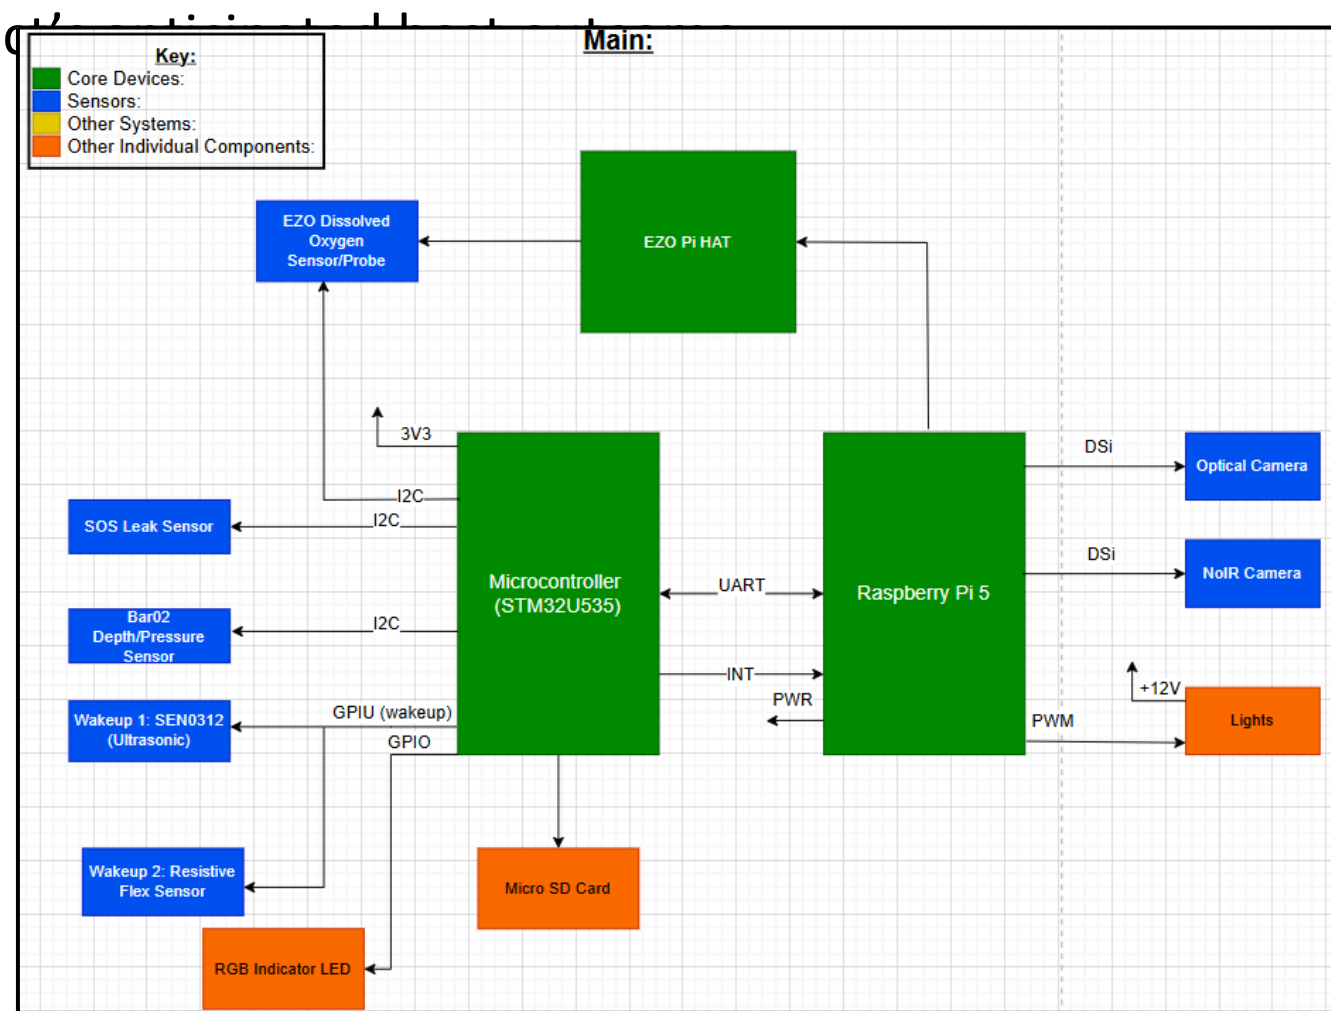 Main:
Key:
Core Devices:
Sensors:
Other Systems:
Other Individual Components:
EZO Dissolved
Oxygen
Sensor/Probe
EZO Pi HAT
3V3
I2C
I2C
SOS Leak Sensor
Microcontroller
(STM32U535)
UART
Raspberry Pi 5
DSi
Optical Camera
DSi
NoIR Camera
Bar02
Depth/Pressure
Sensor
I2C
INT
PWR
+12V
PWM
Lights
Wakeup 1: SEN0312
(Ultrasonic)
GPIU (wakeup)
GPIO
Wakeup 2: Resistive
Flex Sensor
Micro SD Card
RGB Indicator LED